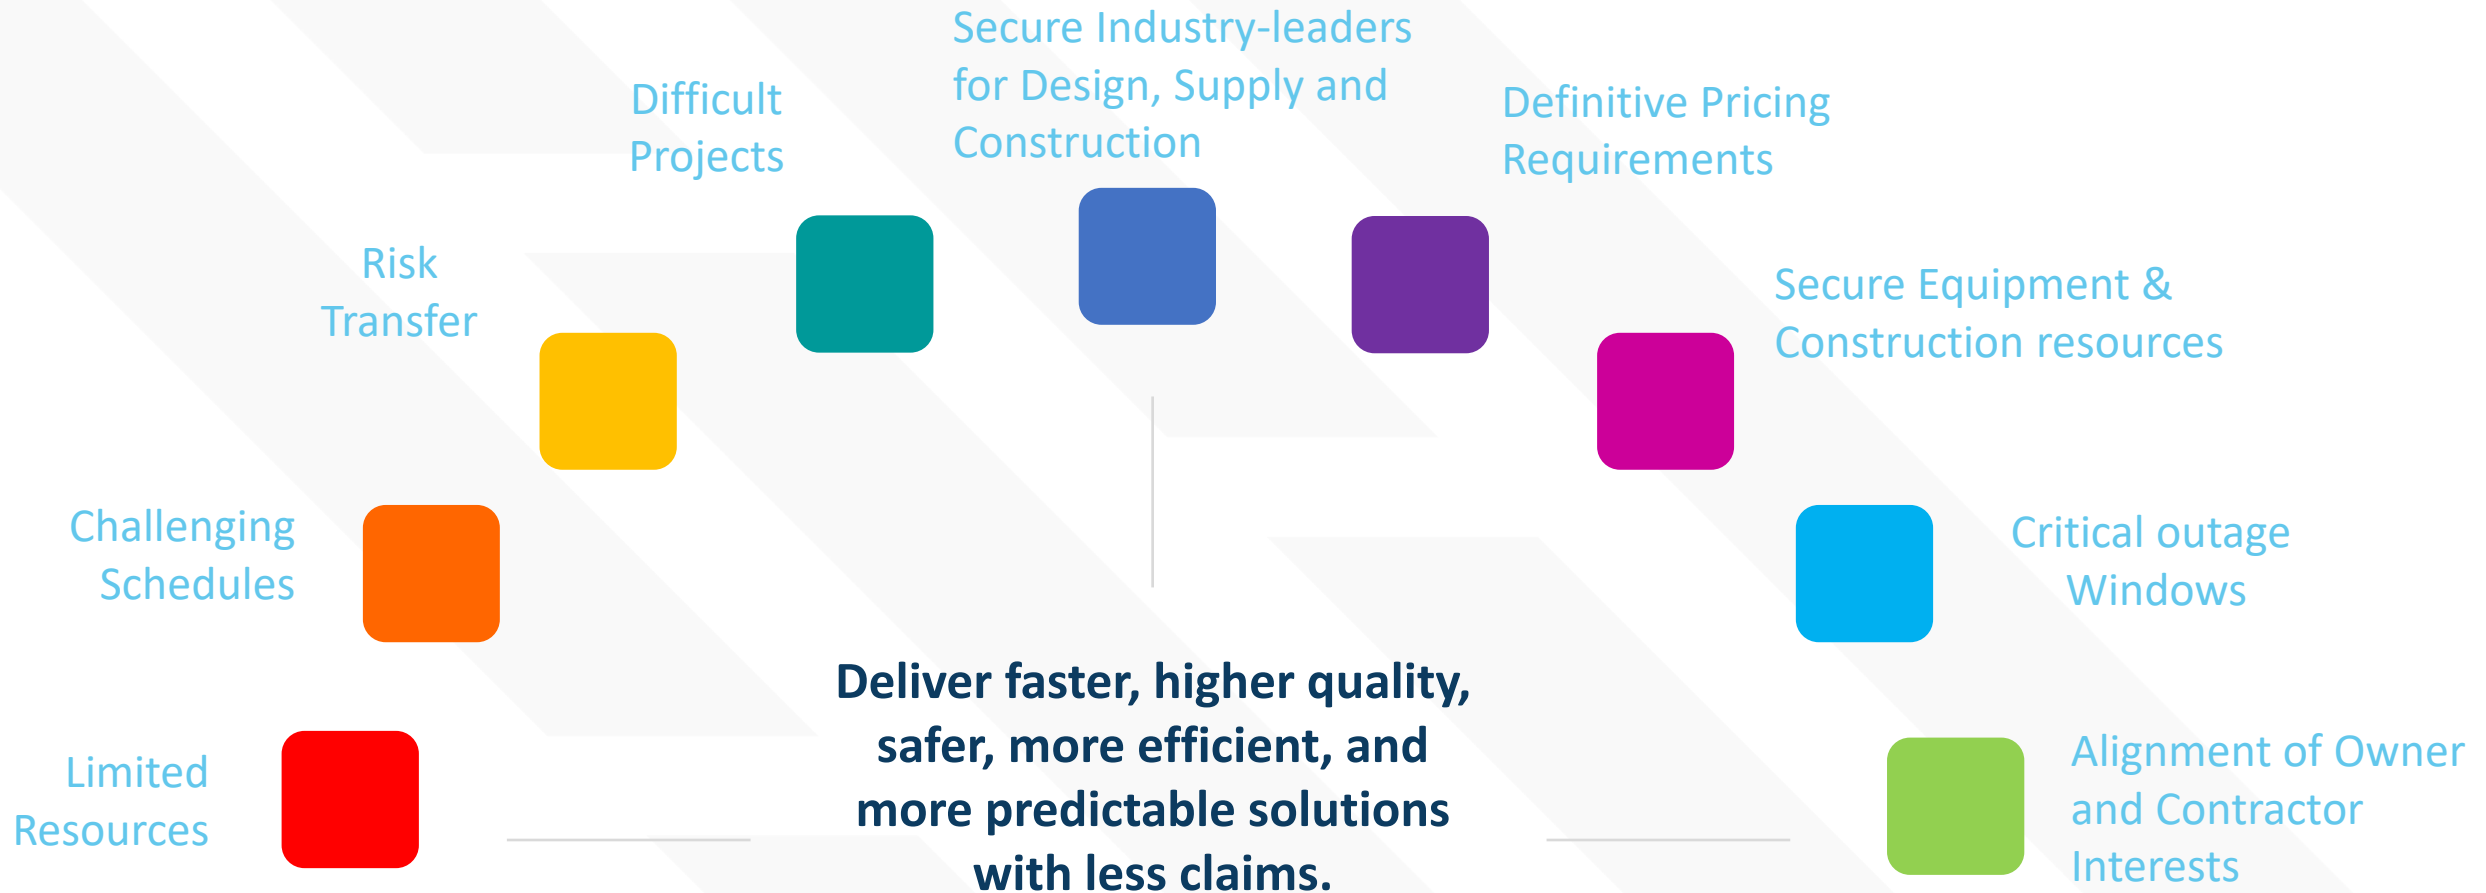 Secure Industry-leaders
for Design, Supply and
Construction
Difficult
Projects
Definitive Pricing
Requirements
Risk
Transfer
Secure Equipment &
Construction resources
Challenging
Schedules
Critical outage
Windows
Limited
Resources
Deliver faster, higher quality,
safer, more efficient, and
more predictable solutions
with less claims.
Alignment of Owner
and Contractor
Interests